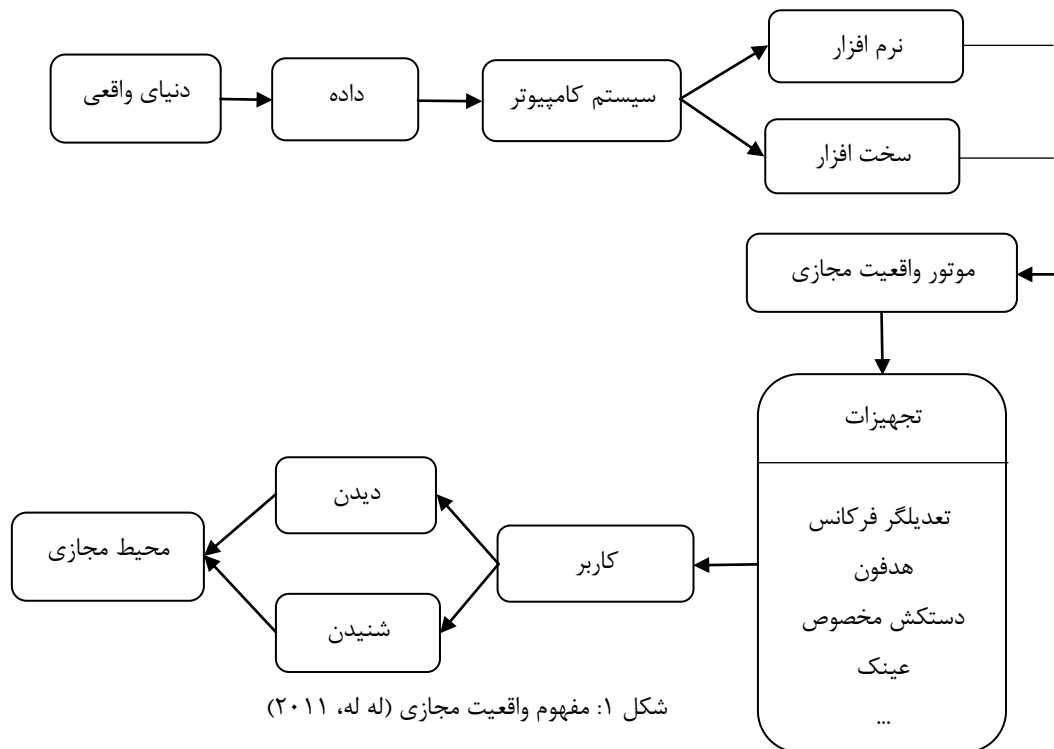 دنیای واقعی
داده
سیستم کامپیوتر
نرم افزار
سخت افزار
موتور واقعیت مجازی
تجهیزات
تعدیلگر فرکانس
هدفون
دستکش مخصوص
عینک
...
کاربر
دیدن
شنیدن
محیط مجازی
شکل ۱: مفهوم واقعیت مجازی (له له، ۲۰۱۱)